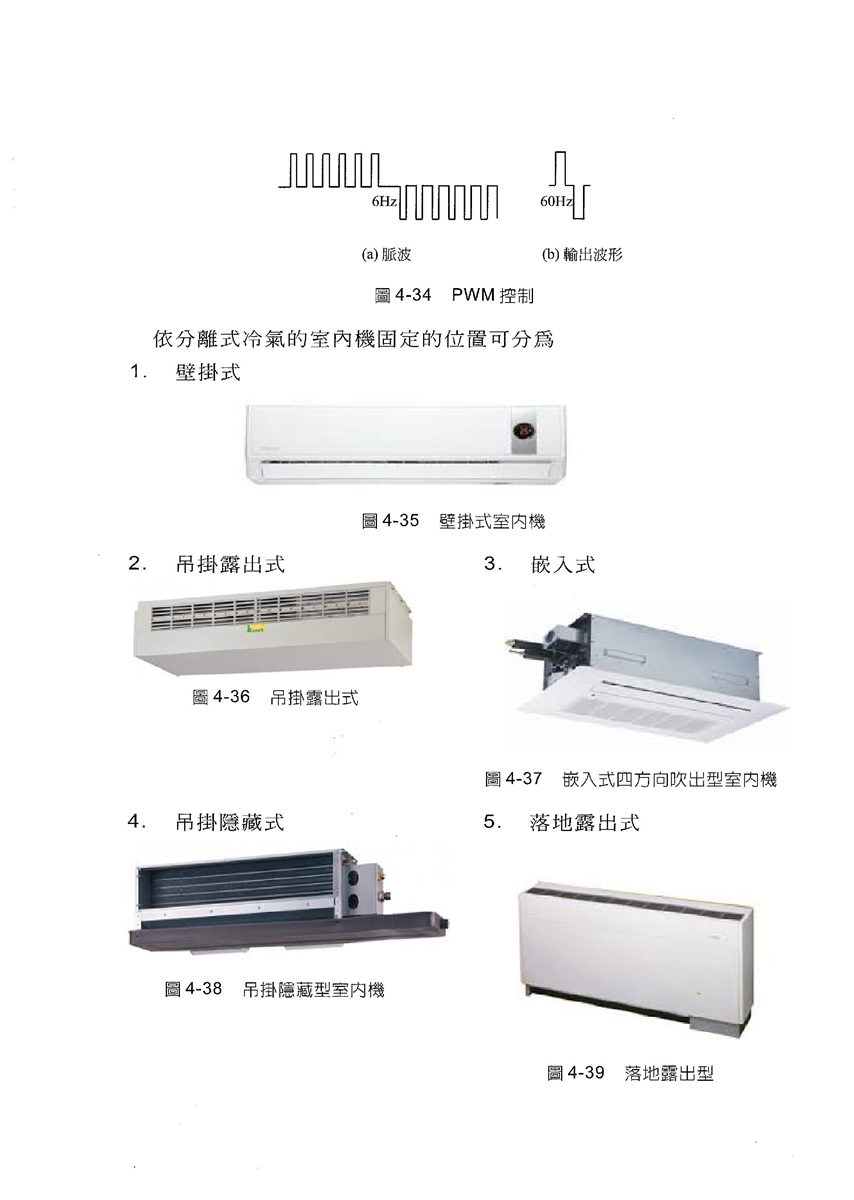 6Hz
60Hz
(a) 脈波
(b) 輸出波形
圖 4-34 PWM 控制
依分離式冷氣的室內機固定的位置可分為
1. 壁掛式
圖 4-35 壁掛式室內機
2. 吊掛露出式
3. 嵌入式
圖 4-36 吊掛露出式
圖 4-37 嵌入式四方向吹出型室內機
4. 吊掛隱藏式
5. 落地露出式
圖 4-38 吊掛隱藏型室內機
圖 4-39 落地露出型